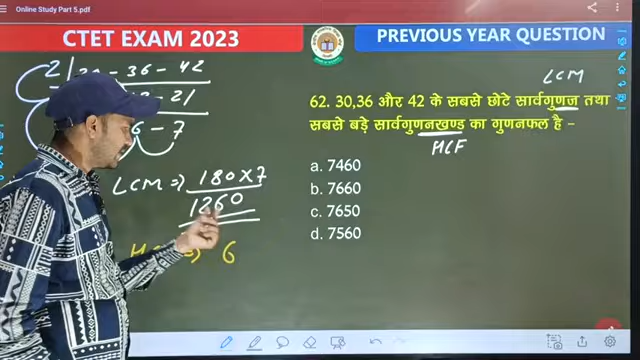 Online Study Part 5.pdf
CTET EXAM 2023
PREVIOUS YEAR QUESTION
LCM
62. 30,36 और 42 के सबसे छोटे सार्वगुणज तथा
सबसे बड़े सार्वगुणनखण्ड का गुणनफल है –
HCF
a. 7460
b. 7660
c. 7650
d. 7560
2 - 36 - 42
- 21
6 - 7
LCM ⇒ 180×7
1260
6